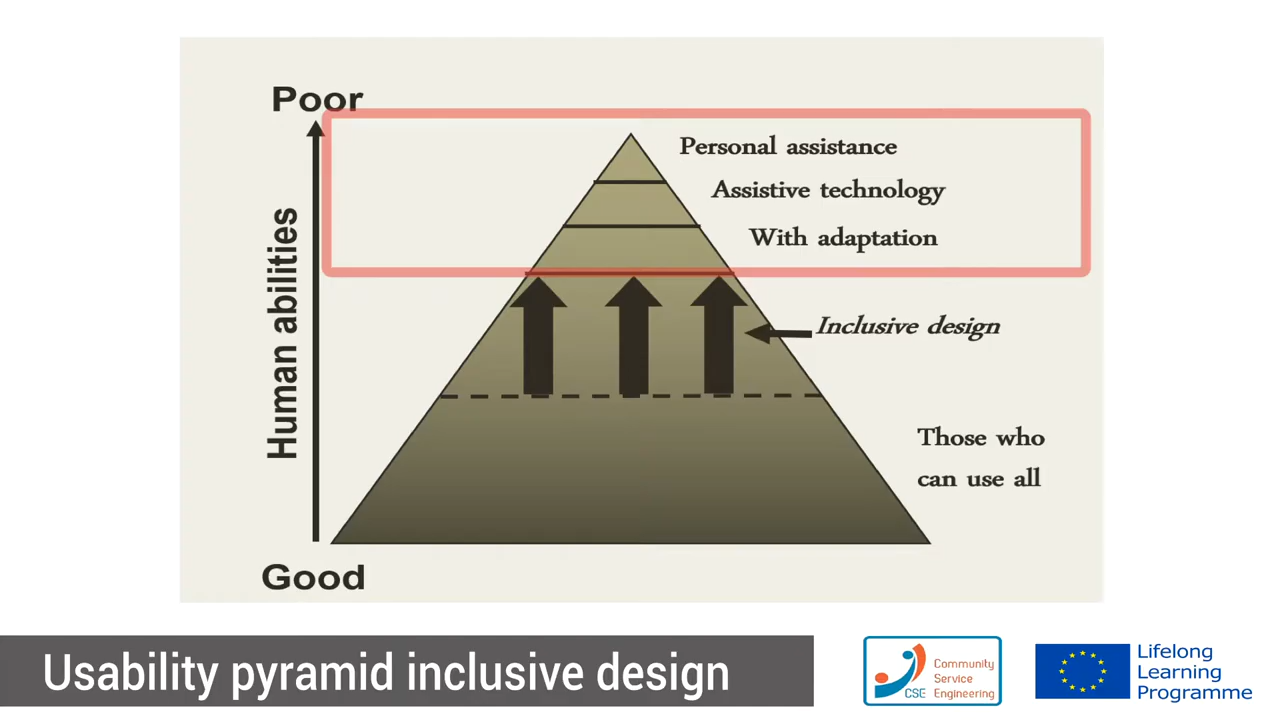 Poor
Personal assistance
Assistive technology
With adaptation
Human abilities
Inclusive design
Those who
can use all
Good
Usability pyramid inclusive design
Community
Service
CSE Engineering
Lifelong
Learning
Programme